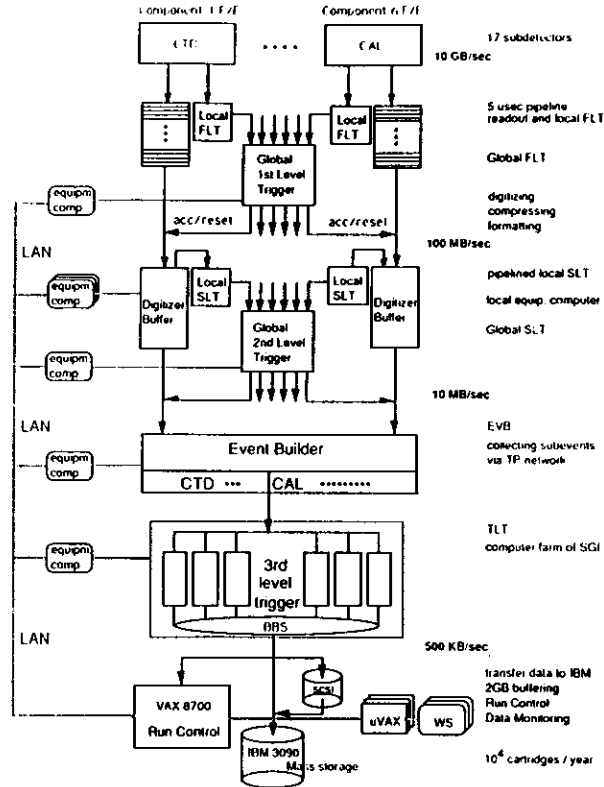 Component 1 F/E
Component n F/E
CTD
CAL
17 subdetectors
10 GB/sec
Local FLT
Local FLT
5 usec pipeline
readout and local FLT
Global
1st Level
Trigger
Global FLT
equipm
comp
acc/reset
acc/reset
digitizing
compressing
formatting
100 MB/sec
LAN
Local SLT
Local SLT
pipelined local SLT
equipm
comp
Digitizer
Buffer
Digitizer
Buffer
local equip. computer
Global
2nd Level
Trigger
Global SLT
equipm
comp
10 MB/sec
LAN
Event Builder
EVB
collecting subevents
via TP network
equipm
comp
CTD ...
CAL .........
TLT
computer farm of SGI
equipm
comp
3rd
level
trigger
BBS
LAN
500 KB/sec
SCSI
transfer data to IBM
2GB buffering
Run Control
Data Monitoring
VAX 8700
Run Control
uVAX
WS
IBM 3090
Mass storage
10^4 cartridges / year